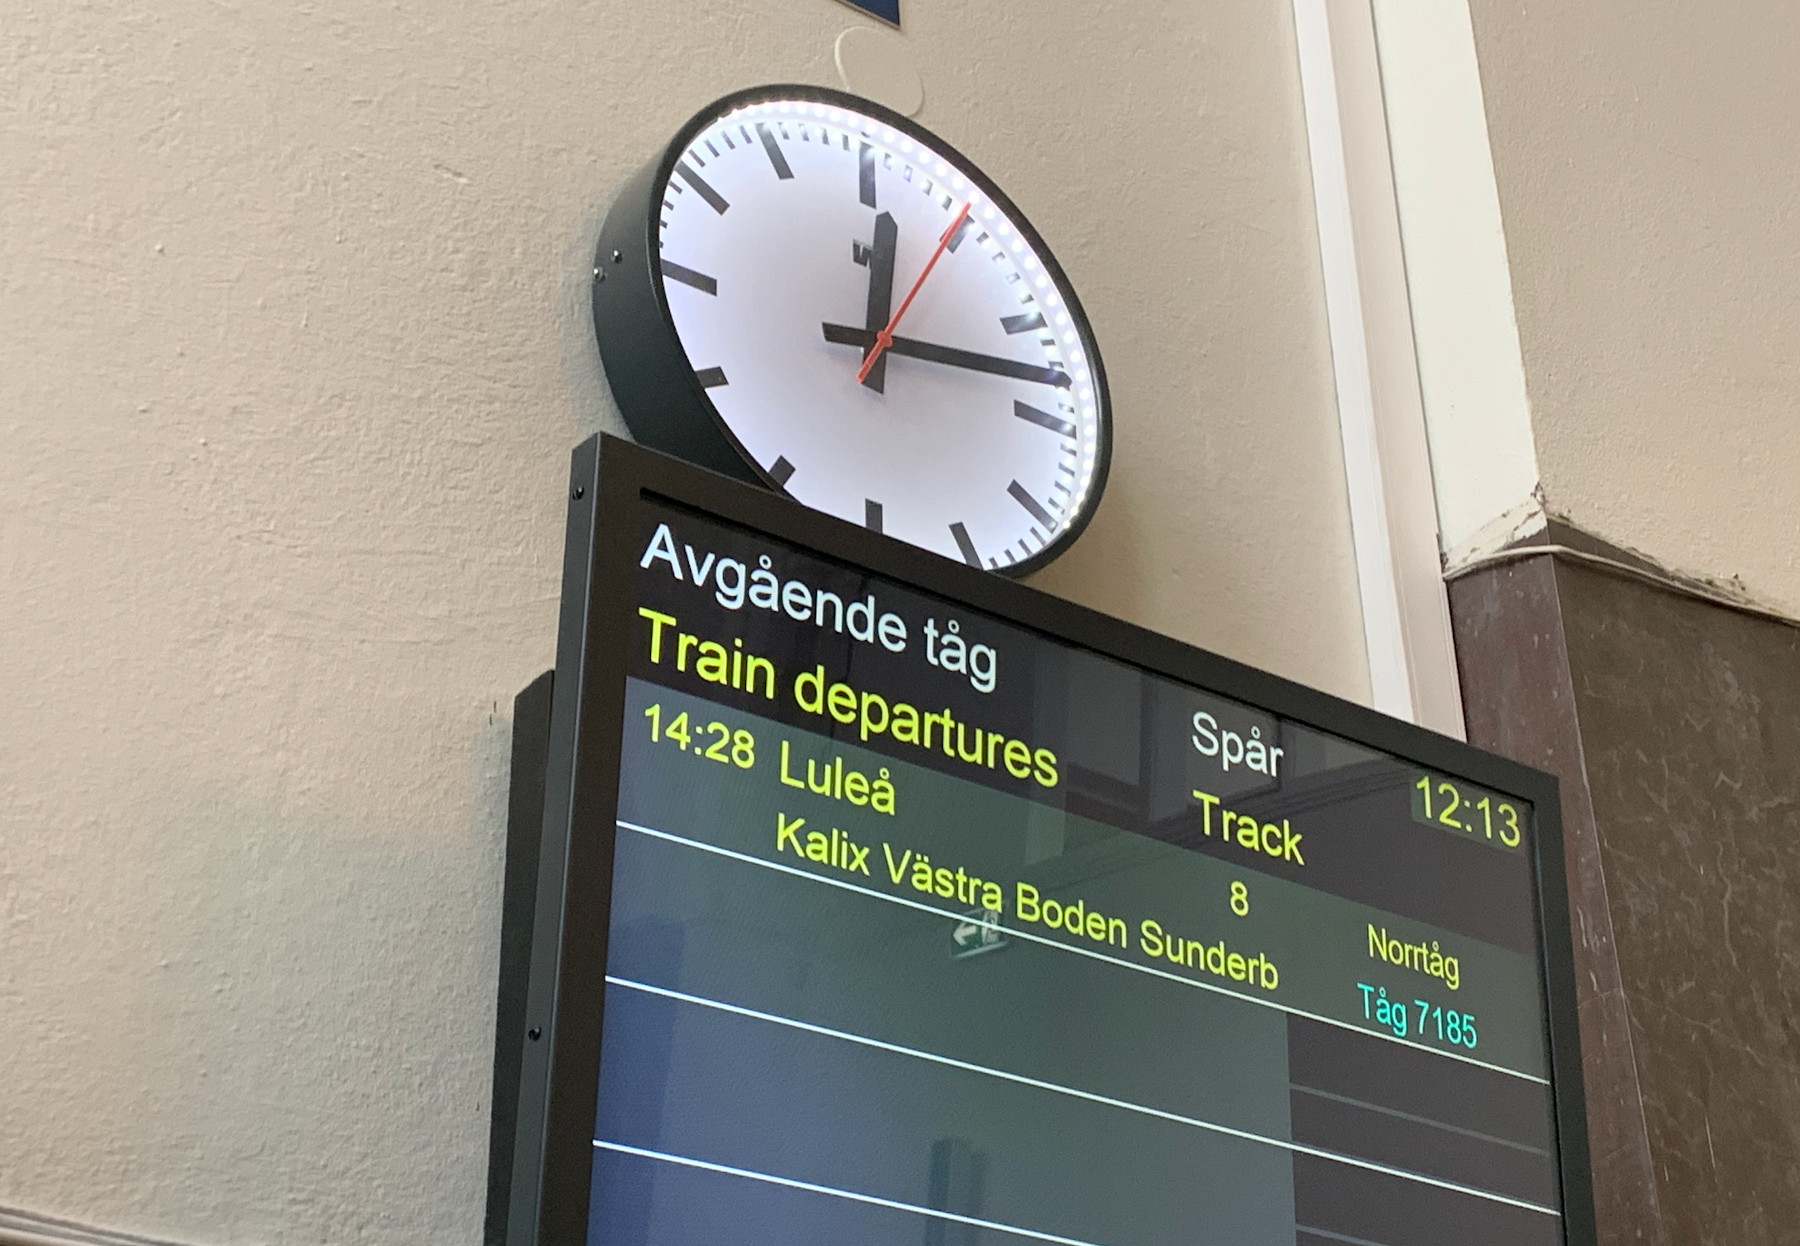 Avgående tåg
Train departures
Spår
Track
12:13
14:28 Luleå
8
Norrtåg
Kalix Västra Boden Sunderb
Tåg 7185